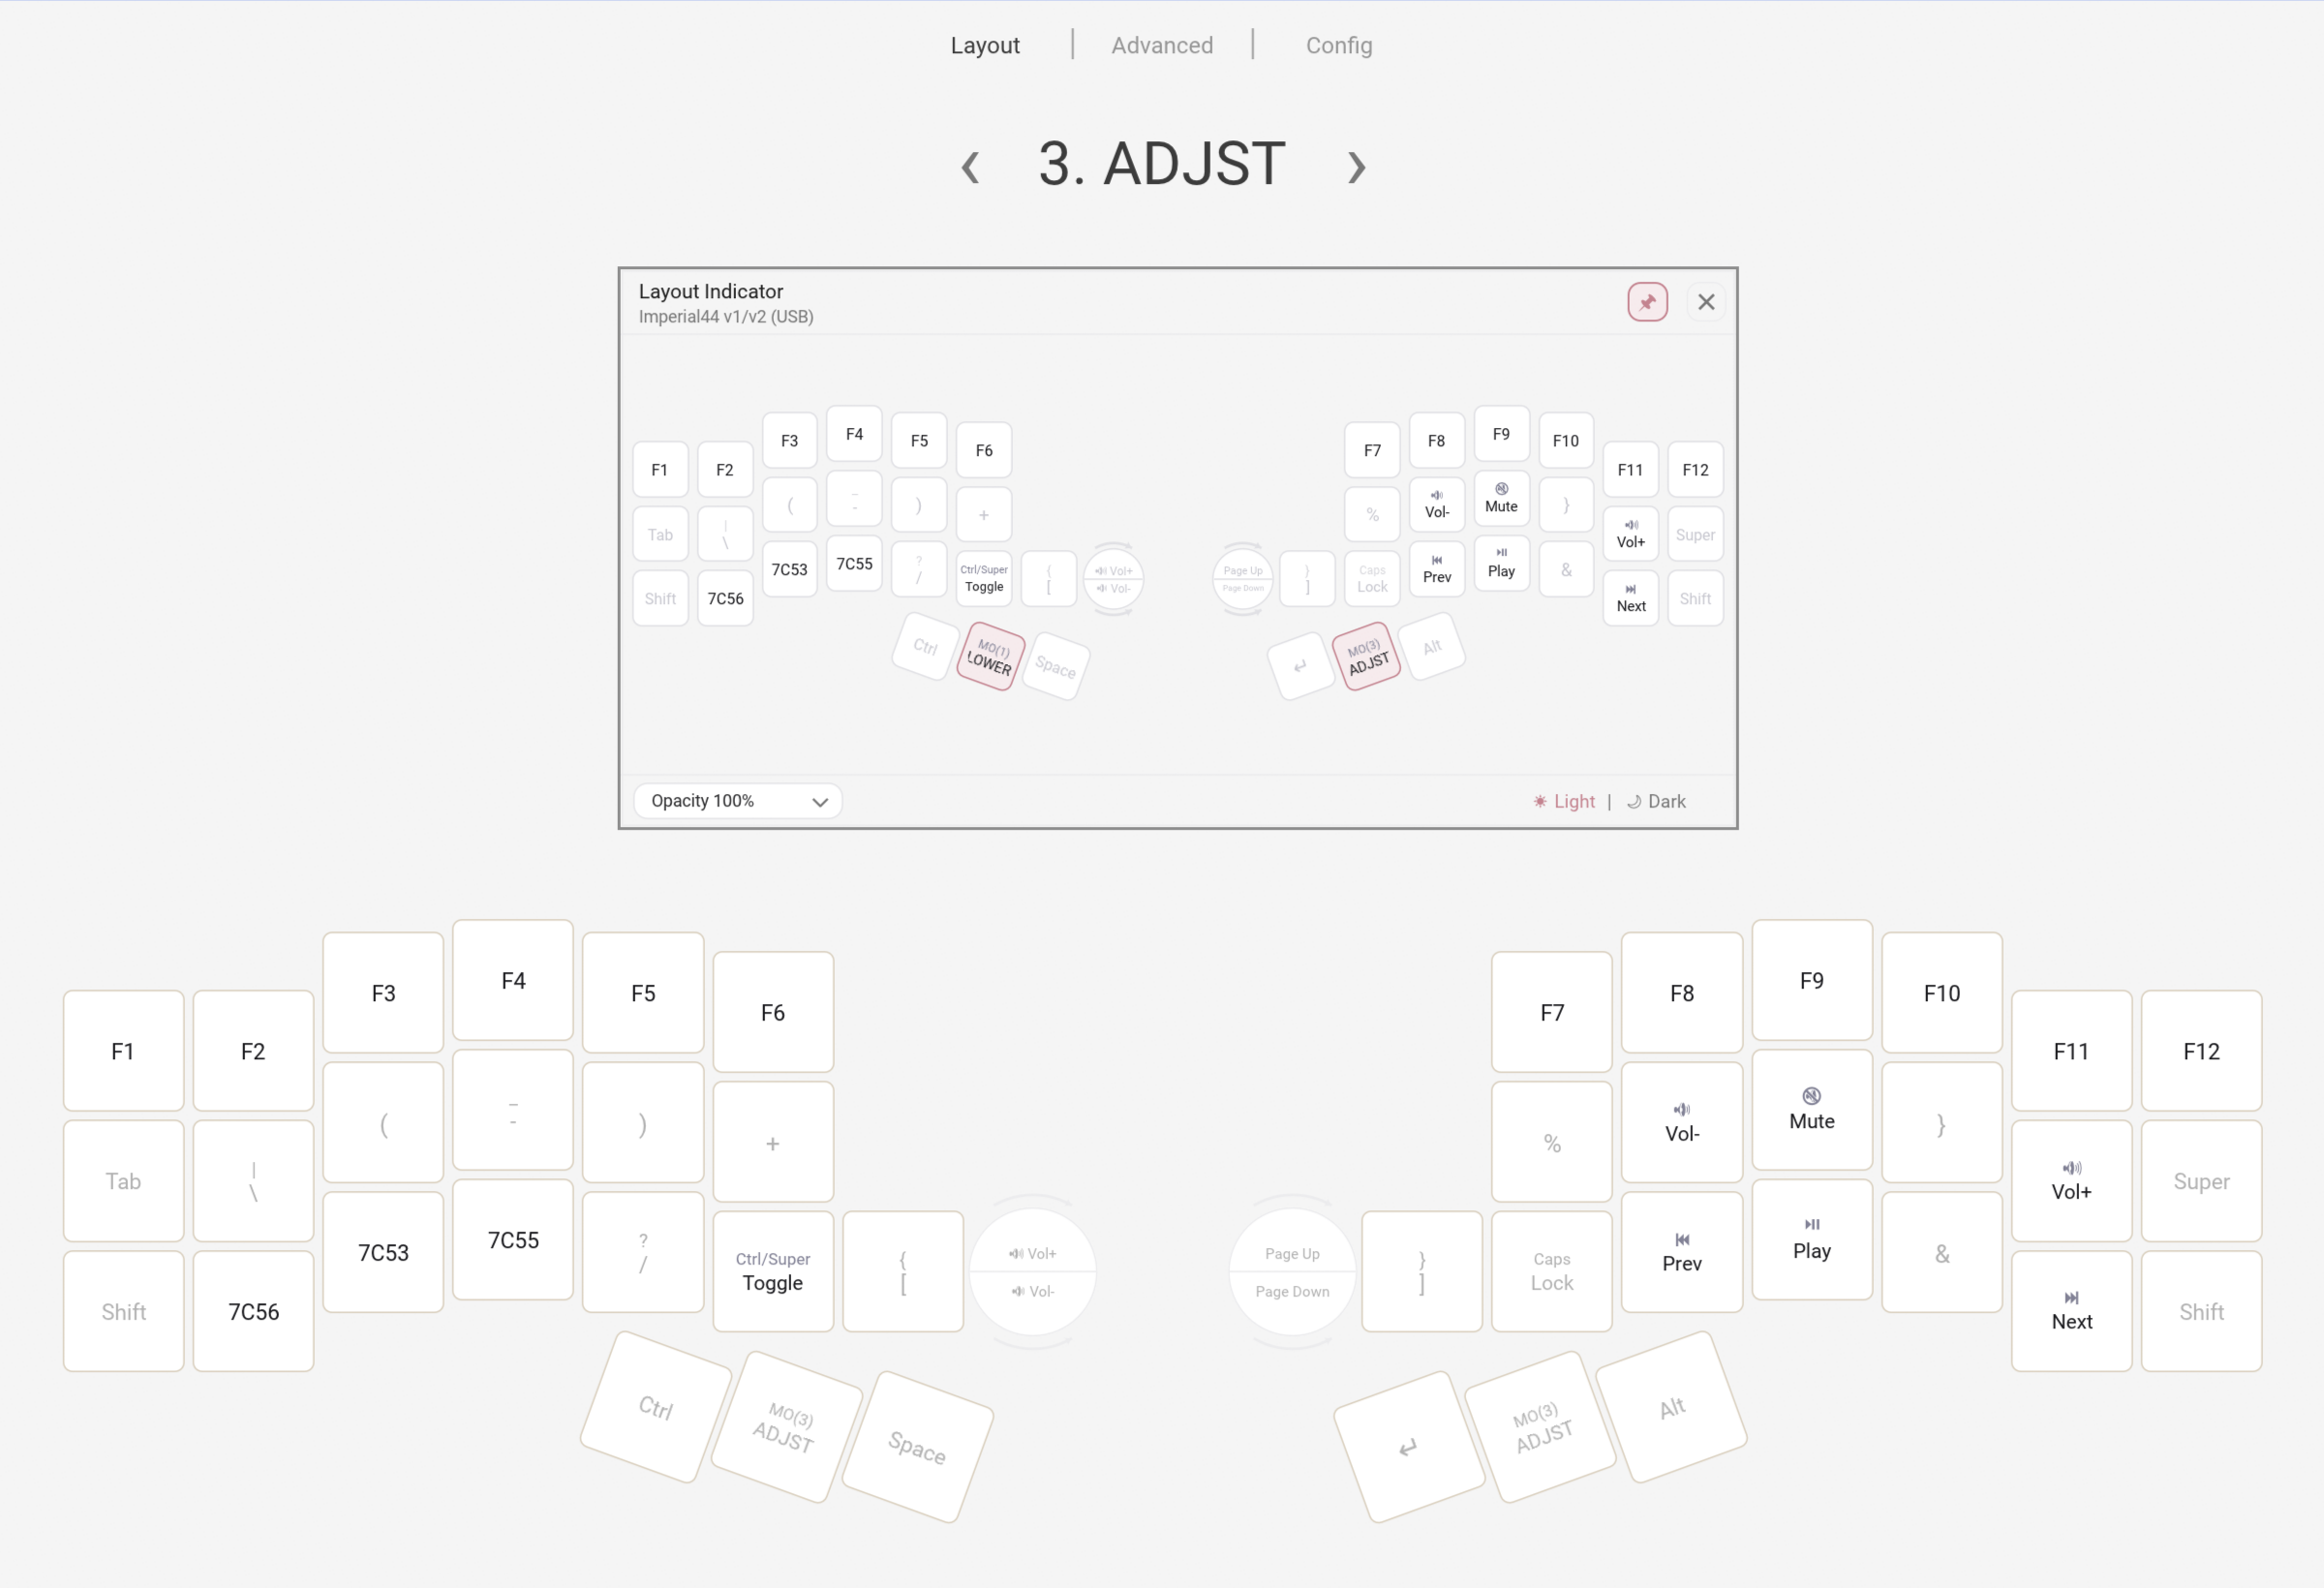 Layout | Advanced | Config
‹ 3. ADJST ›
Layout Indicator
Imperial44 v1/v2 (USB)
F1 F2 F3 F4 F5 F6 F7 F8 F9 F10 F11 F12
Tab | \ ( _ - ) + % Vol- Mute } Vol+ Super
Shift 7C56 7C53 7C55 ? / Ctrl/Super Toggle { [ Vol+ Vol- Page Up Page Down } ] Caps Lock Prev Play & Next Shift
Ctrl MO(1) LOWER Space ↵ MO(3) ADJST Alt
Opacity 100%
Light | Dark
F1 F2 F3 F4 F5 F6 F7 F8 F9 F10 F11 F12
Tab | \ ( _ - ) + % Vol- Mute } Vol+ Super
Shift 7C56 7C53 7C55 ? / Ctrl/Super Toggle { [ Vol+ Vol- Page Up Page Down } ] Caps Lock Prev Play & Next Shift
Ctrl MO(3) ADJST Space ↵ MO(3) ADJST Alt